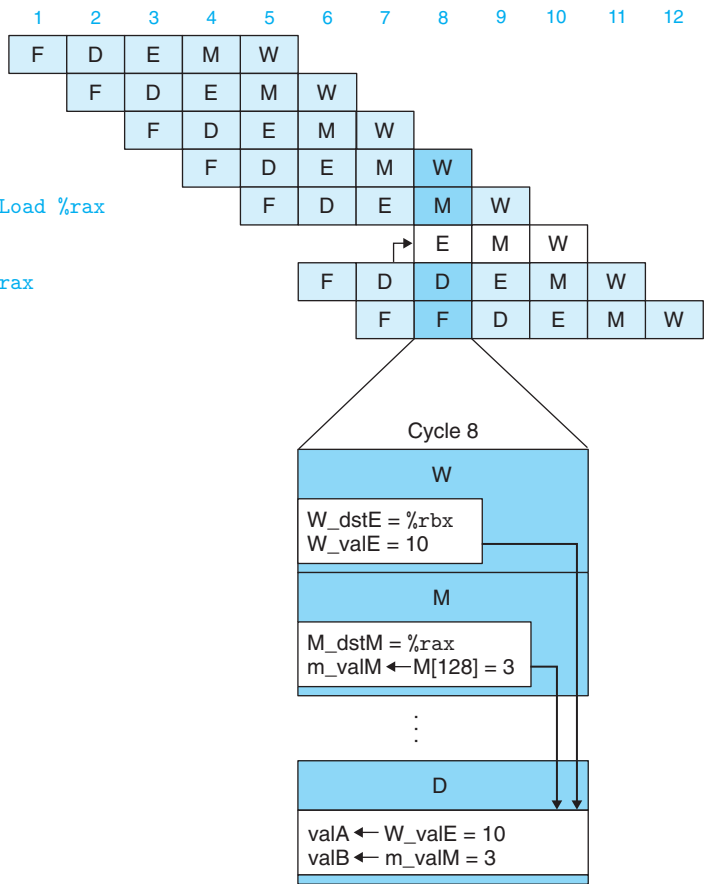 1 2 3 4 5 6 7 8 9 10 11 12
F D E M W
F D E M W
F D E M W
F D E M W
Load %rax F D E M W
E M W
rax F D D E M W
F F D E M W
Cycle 8
W
W_dstE = %rbx
W_valE = 10
M
M_dstM = %rax
m_valM ← M[128] = 3
D
valA ← W_valE = 10
valB ← m_valM = 3